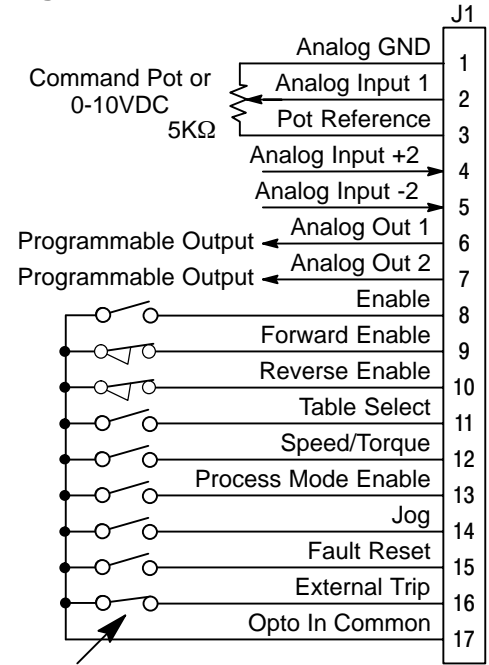 J1
Analog GND 1
Command Pot or
0-10VDC
5KΩ
Analog Input 1 2
Pot Reference 3
Analog Input +2 4
Analog Input -2 5
Programmable Output Analog Out 1 6
Programmable Output Analog Out 2 7
Enable 8
Forward Enable 9
Reverse Enable 10
Table Select 11
Speed/Torque 12
Process Mode Enable 13
Jog 14
Fault Reset 15
External Trip 16
Opto In Common 17